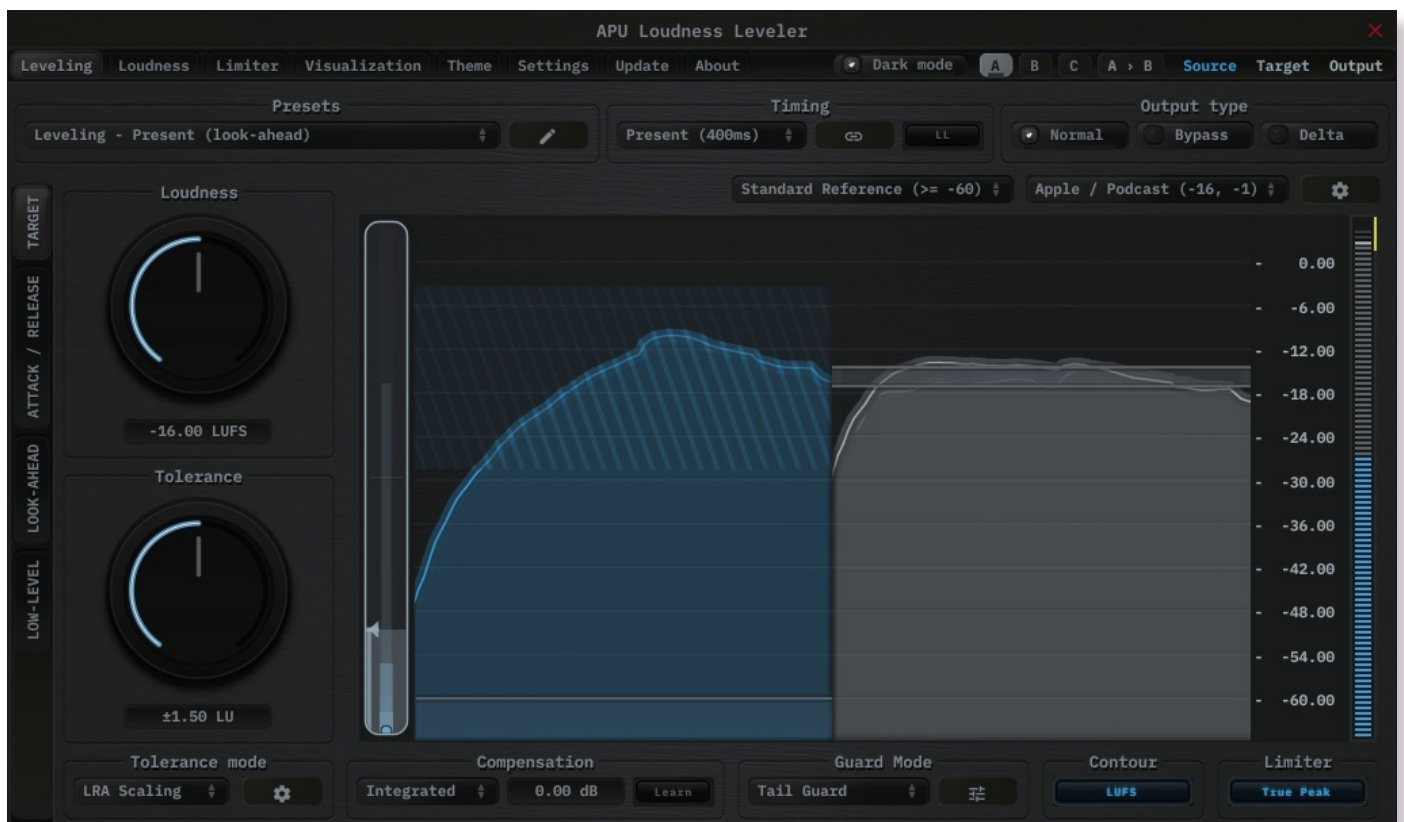 APU Loudness Leveler
Leveling Loudness Limiter Visualization Theme Settings Update About Dark mode A B C A › B Source Target Output
Presets Timing Output type
Leveling - Present (look-ahead) Present (400ms) LL Normal Bypass Delta
Standard Reference (>= -60) Apple / Podcast (-16, -1)
TARGET
ATTACK / RELEASE
LOOK-AHEAD
LOW-LEVEL
Loudness
-16.00 LUFS
Tolerance
±1.50 LU
- 0.00
- -6.00
- -12.00
- -18.00
- -24.00
- -30.00
- -36.00
- -42.00
- -48.00
- -54.00
- -60.00
Tolerance mode Compensation Guard Mode Contour Limiter
LRA Scaling Integrated 0.00 dB Learn Tail Guard LUFS True Peak